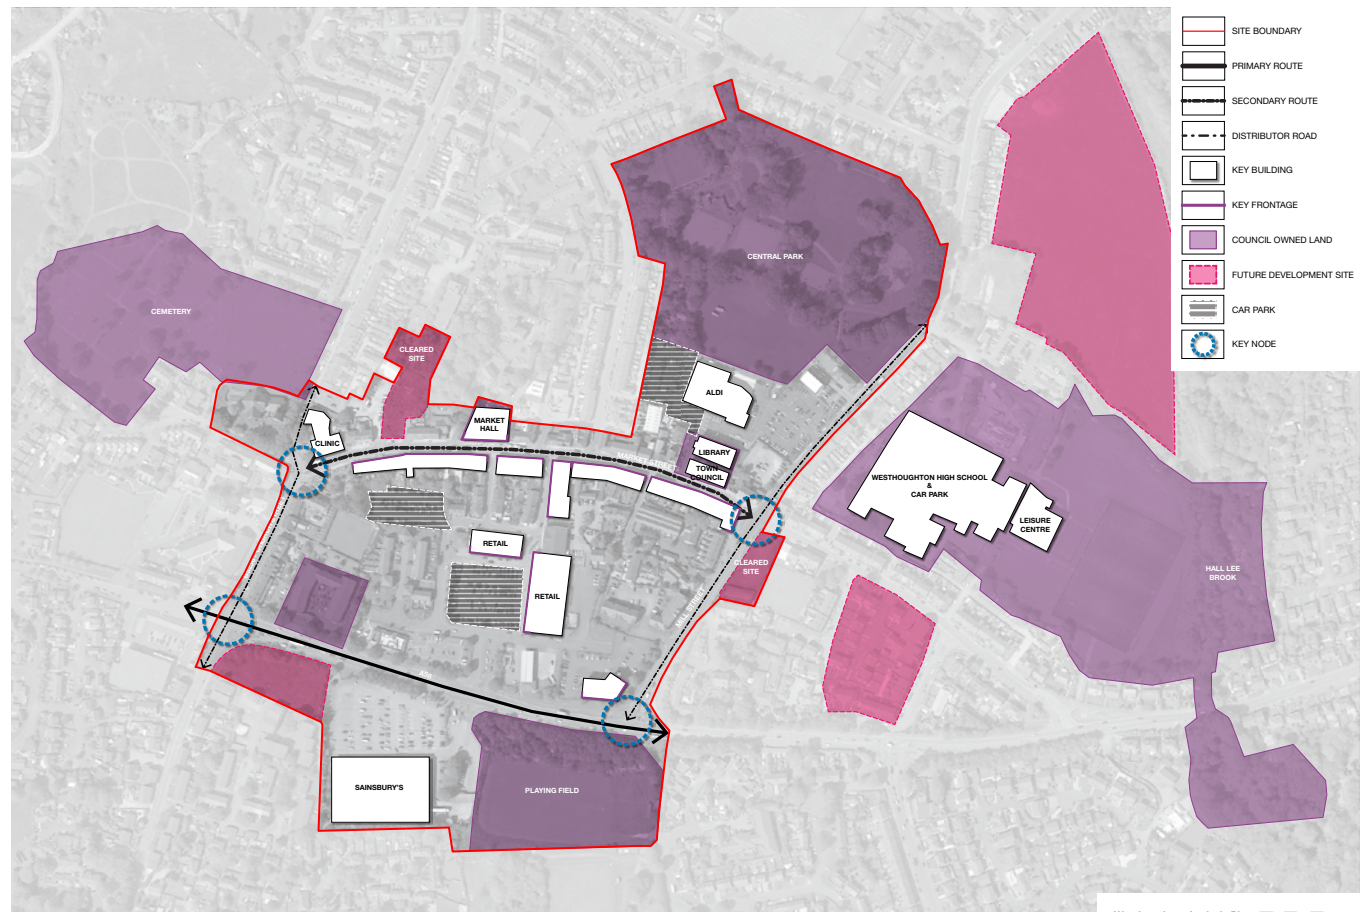 SITE BOUNDARY
PRIMARY ROUTE
SECONDARY ROUTE
DISTRIBUTOR ROAD
KEY BUILDING
KEY FRONTAGE
COUNCIL OWNED LAND
FUTURE DEVELOPMENT SITE
CAR PARK
KEY NODE
CENTRAL PARK
CEMETERY
CLEARED
SITE
ALDI
MARKET
HALL
CLINIC
LIBRARY
MARKET STREET
TOWN
COUNCIL
WESTHOUGHTON HIGH SCHOOL
&
CAR PARK
LEISURE
CENTRE
RETAIL
CLEARED
SITE
HALL LEE
BROOK
RETAIL
SAINSBURY'S
PLAYING FIELD